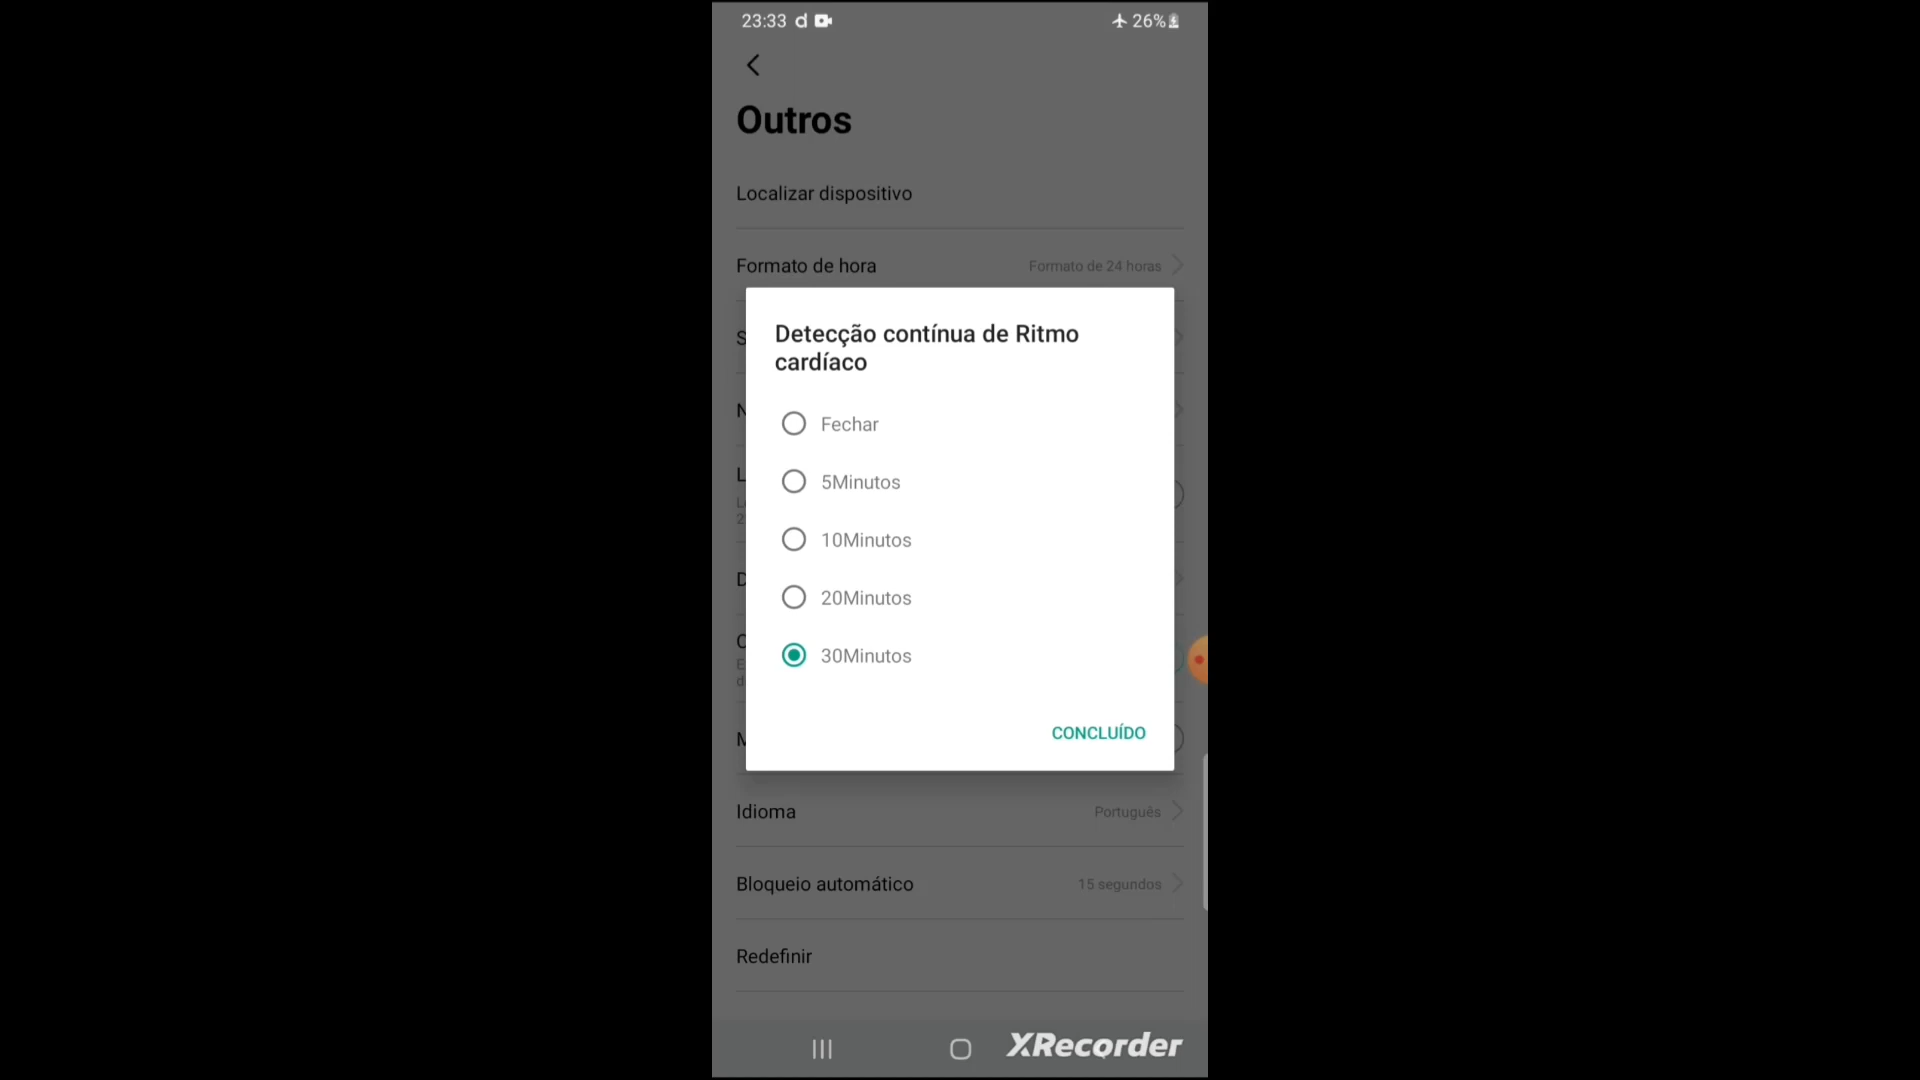 23:33 d
26%
Outros
Localizar dispositivo
Formato de hora Formato de 24 horas
Detecção contínua de Ritmo
cardíaco
Fechar
5Minutos
10Minutos
20Minutos
30Minutos
CONCLUÍDO
Idioma Português
Bloqueio automático 15 segundos
Redefinir
XRecorder